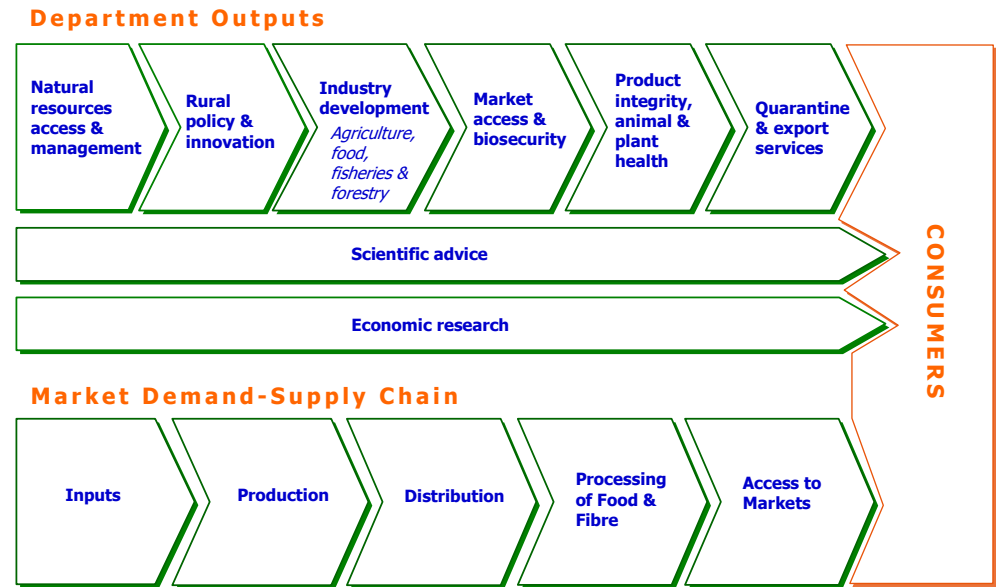 Department Outputs
Natural
resources
access &
management
Rural
policy &
innovation
Industry
development
Agriculture,
food,
fisheries &
forestry
Market
access &
biosecurity
Product
integrity,
animal &
plant
health
Quarantine
& export
services
Scientific advice
Economic research
CONSUMERS
Market Demand-Supply Chain
Inputs
Production
Distribution
Processing
of Food &
Fibre
Access to
Markets